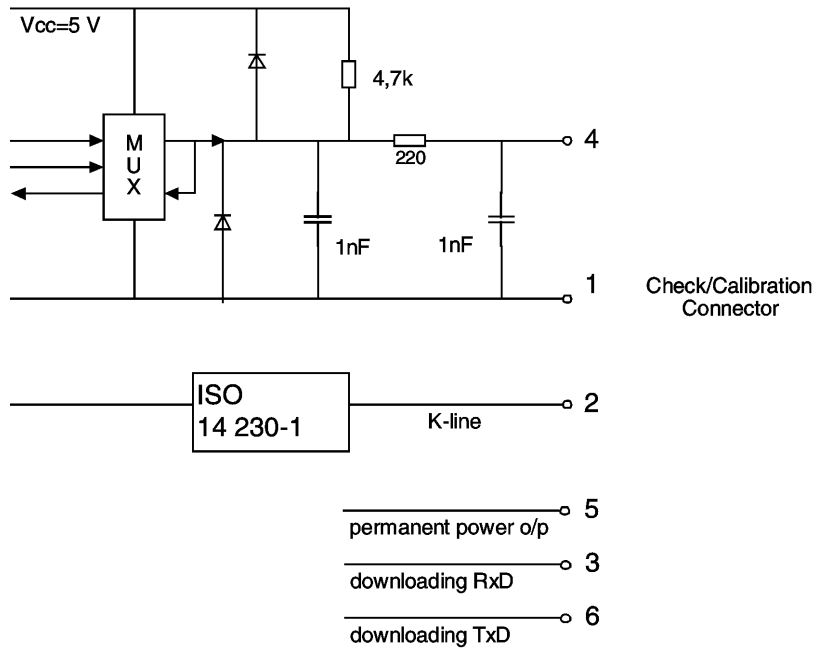 Vcc=5 V
4,7k
M
U
X
4
220
1nF
1nF
1
Check/Calibration
Connector
ISO
14 230-1
2
K-line
5
permanent power o/p
3
downloading RxD
6
downloading TxD